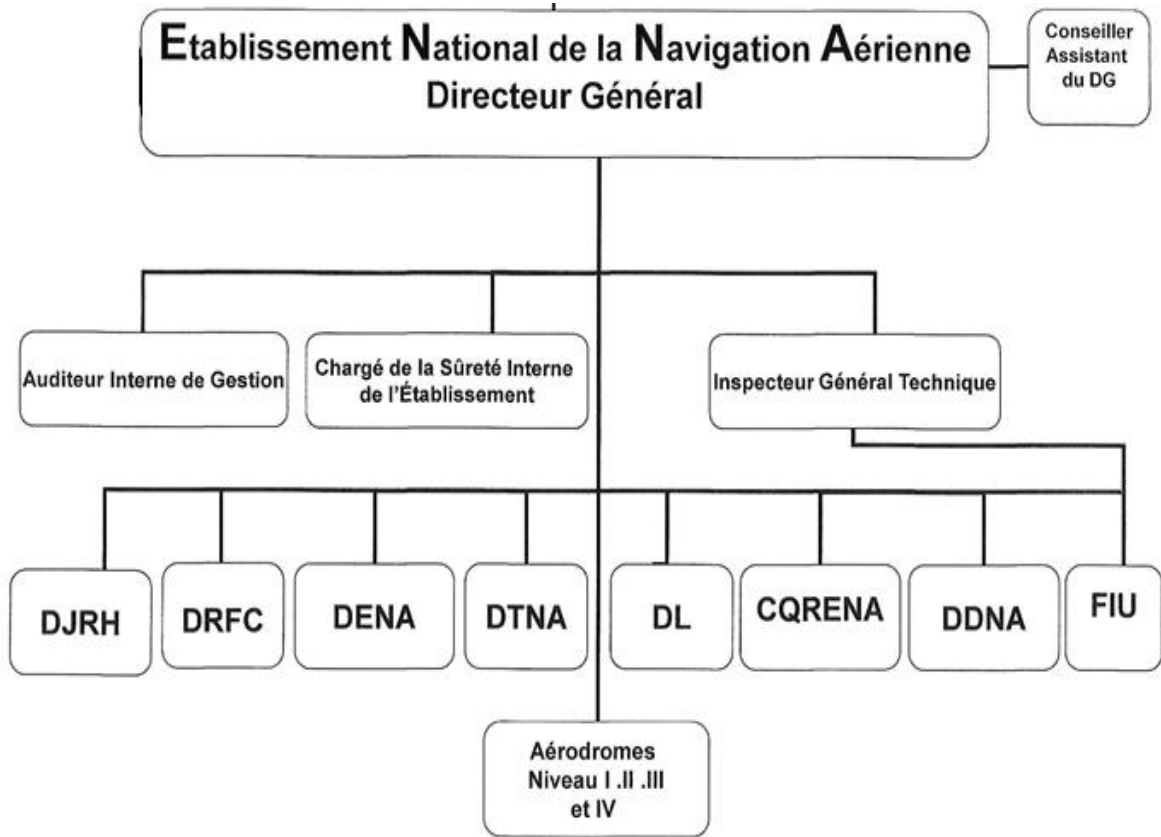 Etablissement National de la Navigation Aérienne
Directeur Général
Conseiller
Assistant
du DG
Auditeur Interne de Gestion
Chargé de la Sûreté Interne
de l'Établissement
Inspecteur Général Technique
DJRH
DRFC
DENA
DTNA
DL
CQRENA
DDNA
FIU
Aérodromes
Niveau I .II .III
et IV